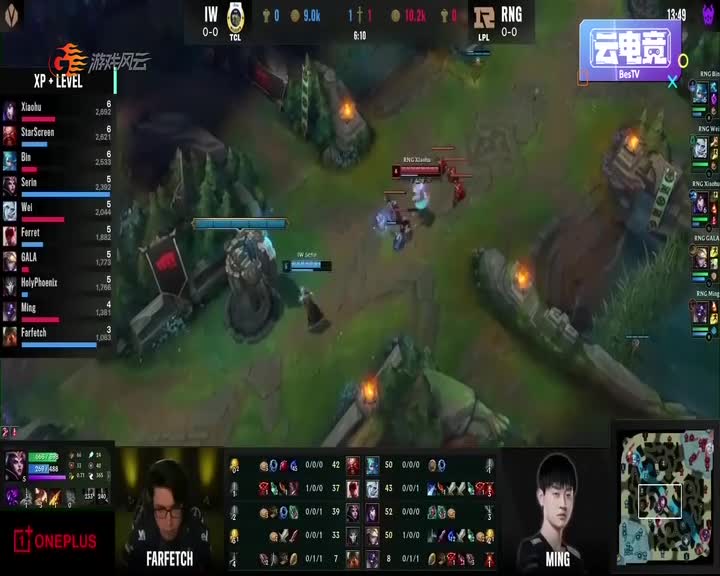 IW
0-0
TCL
0
9.0k
1
1
10.2k
0
RNG
LPL
0-0
6:10
13:49
游戏风云
云电竞
BesTV
XP + LEVEL
Xiaohu
6
2,692
StarScreen
6
2,621
Bin
6
2,533
Serin
5
2,392
Wei
5
2,044
Ferret
5
1,882
GALA
5
1,773
HolyPhoenix
5
1,766
Ming
4
1,381
Farfetch
3
1,083
RNG Bin
RNG Wei
RNG Xiaohu
RNG GALA
RNG Ming
RNG Xiaohu
IW Serin
0/0/0 42 50 0/0/0
1/0/0 37 43 0/0/1
0/0/1 39 52 0/0/0
0/1/0 33 50 1/0/0
0/1/1 7 8 0/1/1
ONEPLUS
FARFETCH
MING